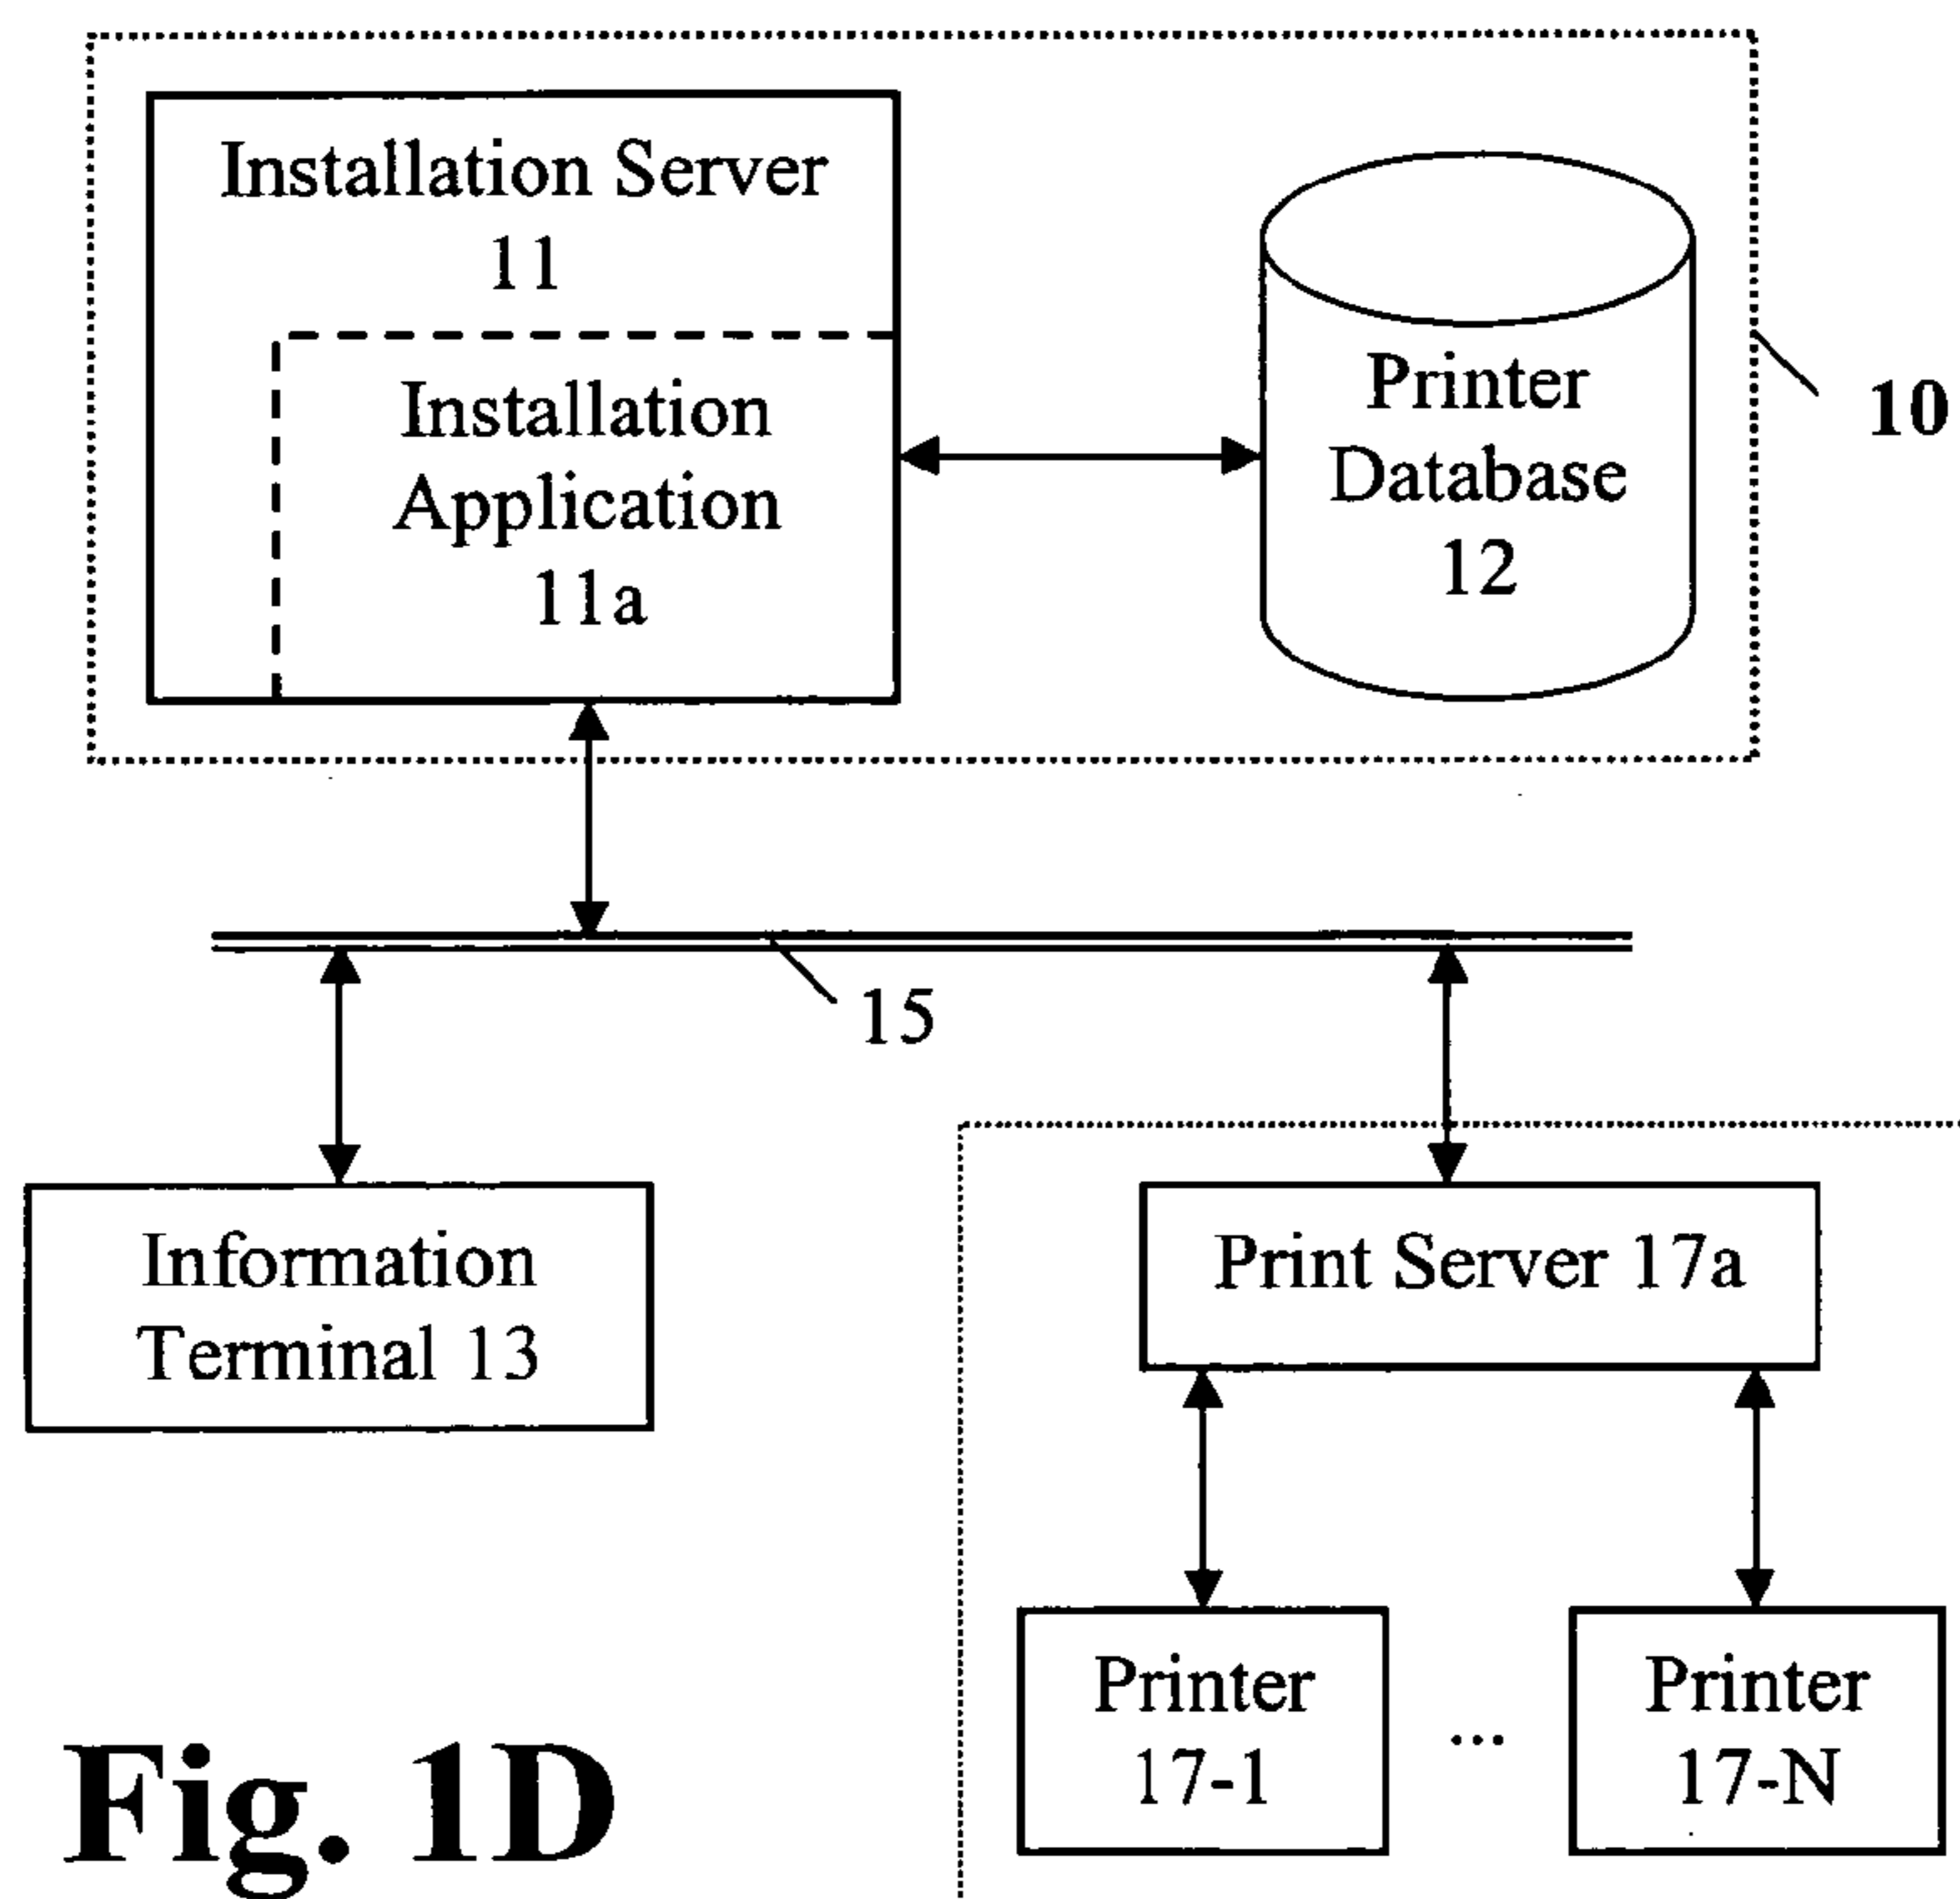 Installation Server
11
Installation
Application
11a
Printer
Database
12
10
15
Information
Terminal 13
Print Server 17a
Printer
17-1
...
Printer
17-N
Fig. 1D